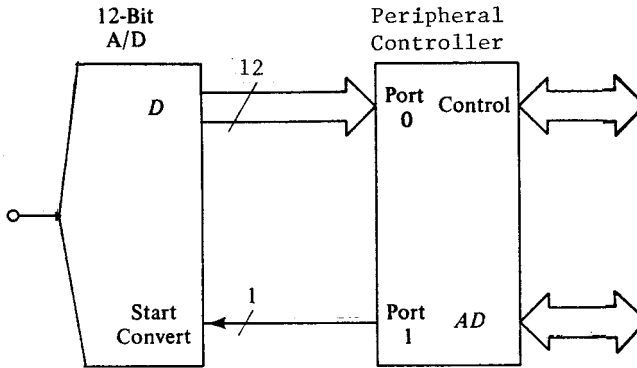 12-Bit
A/D
Peripheral
Controller
D
12
Port
0
Control
Start
Convert
1
Port
1
AD